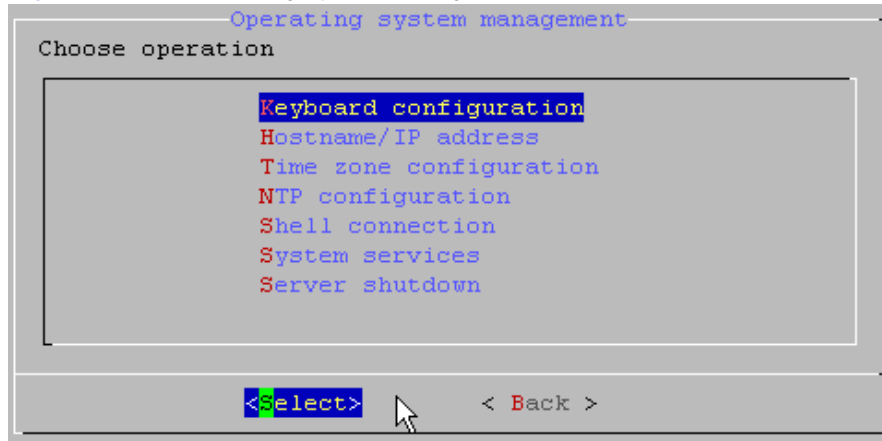 Operating system management
Choose operation
Keyboard configuration
Hostname/IP address
Time zone configuration
NTP configuration
Shell connection
System services
Server shutdown
<Select> < Back >